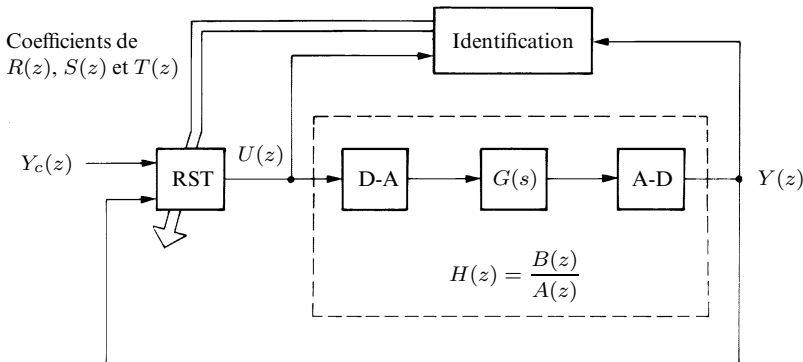 Coefficients de
R(z), S(z) et T(z)
Identification
Y_c(z)
RST
U(z)
D-A
G(s)
A-D
Y(z)
H(z) = B(z)/A(z)